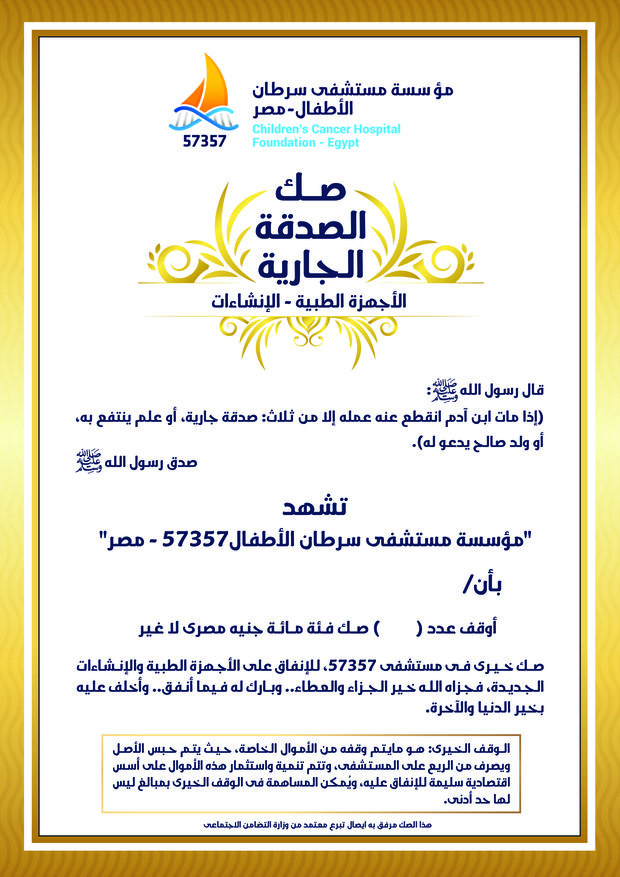 مؤسسة مستشفى سرطان
الأطفال-مصر
Children's Cancer Hospital
Foundation - Egypt
57357
صك
الصدقة
الجارية
الأجهزة الطبية - الإنشاءات
قال رسول الله ﷺ:
(إذا مات ابن آدم انقطع عنه عمله إلا من ثلاث: صدقة جارية، أو علم ينتفع به،
أو ولد صالح يدعو له).
صدق رسول الله ﷺ
تشهد
"مؤسسة مستشفى سرطان الأطفال57357 - مصر"
بأن/
أوقف عدد (      ) صك فئة مائة جنيه مصرى لا غير
صك خيرى فى مستشفى 57357، للإنفاق على الأجهزة الطبية والإنشاءات
الجديدة، فجزاه الله خير الجزاء والعطاء.. وبارك له فيما أنفق.. وأخلف عليه
بخير الدنيا والآخرة.
الوقف الخيرى: هو مايتم وقفه من الأموال الخاصة، حيث يتم حبس الأصل
ويصرف من الريع على المستشفى، وتتم تنمية واستثمار هذه الأموال على أسس
اقتصادية سليمة للإنفاق عليه، ويُمكن المساهمة فى الوقف الخيرى بمبالغ ليس
لها حد أدنى.
هذا الصك مرفق به ايصال تبرع معتمد من وزارة التضامن الاجتماعى